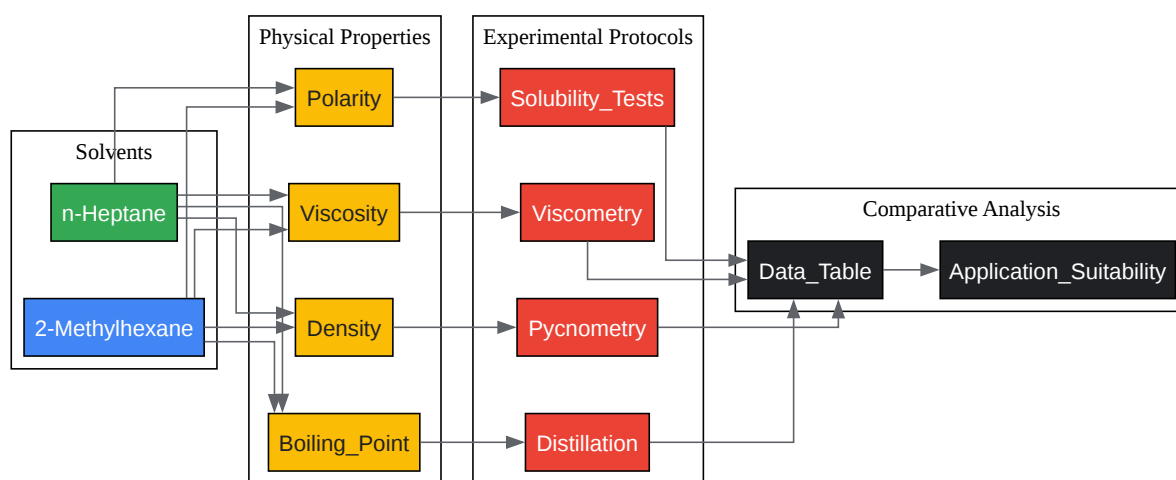 Physical Properties
Experimental Protocols
Polarity
Solubility_Tests
Solvents
n-Heptane
Viscosity
Viscometry
Comparative Analysis
Data_Table
Application_Suitability
2-Methylhexane
Density
Pycnometry
Boiling_Point
Distillation